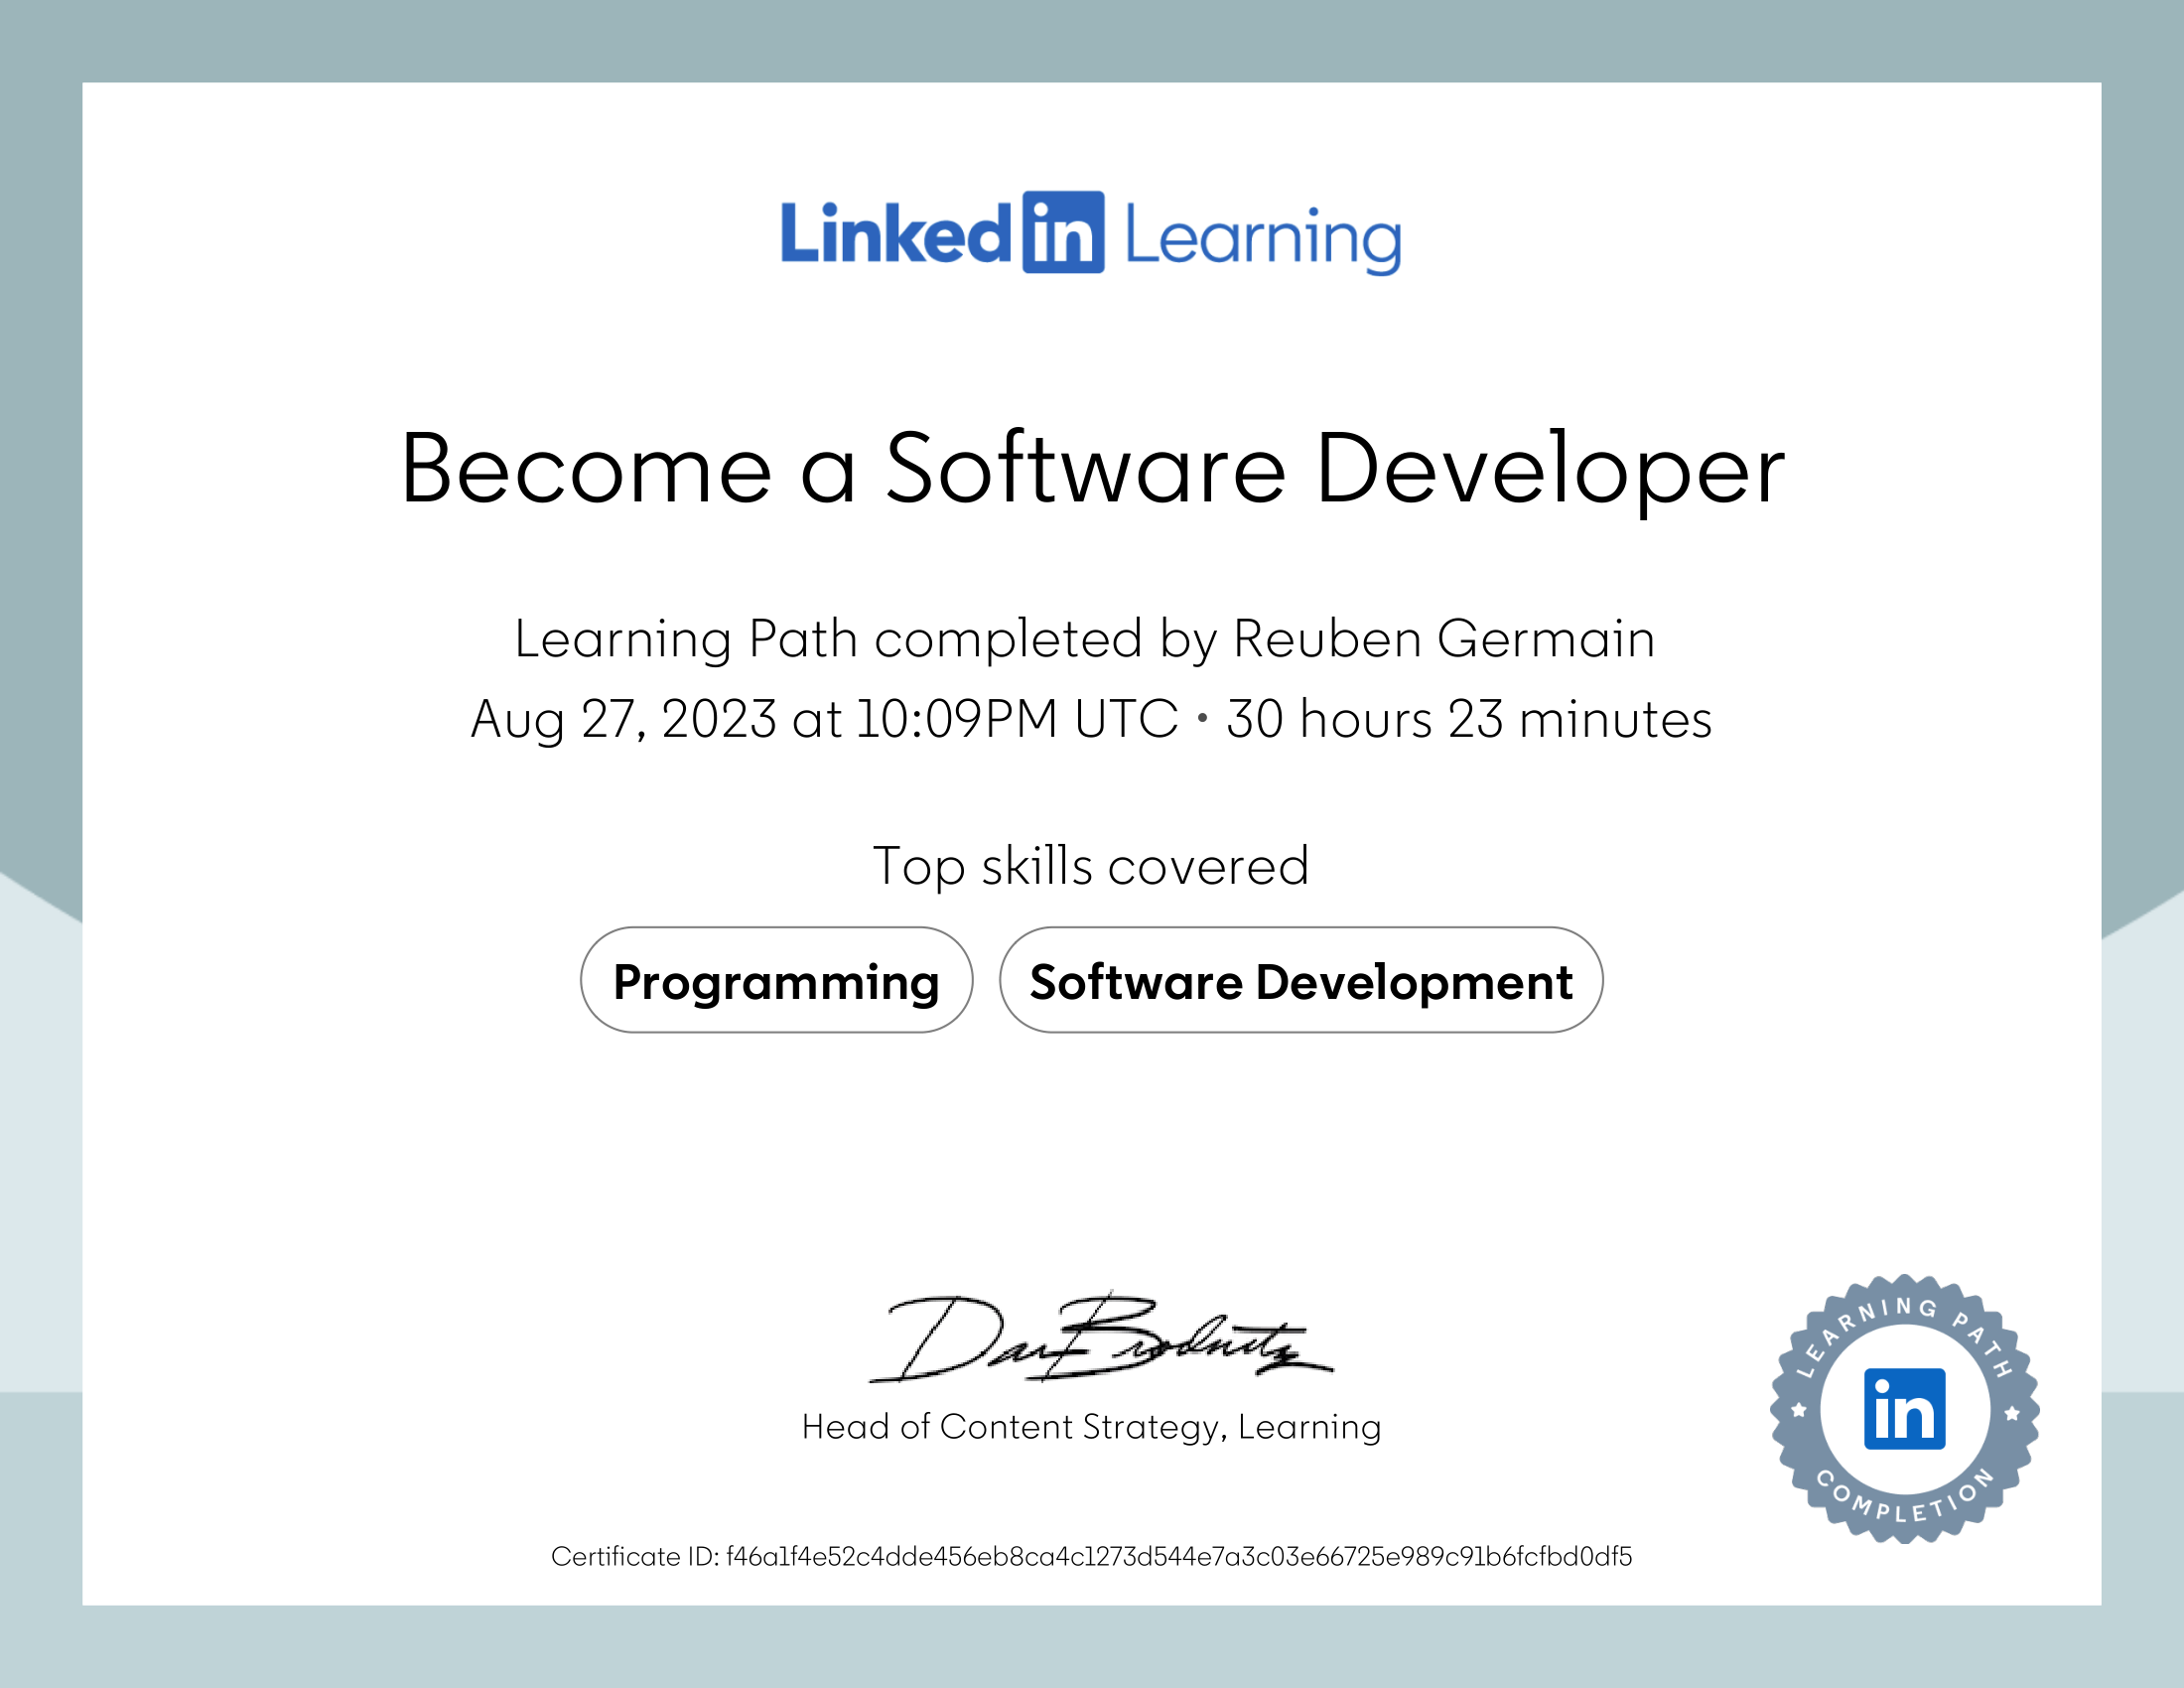 Linked in Learning
Become a Software Developer
Learning Path completed by Reuben Germain
Aug 27, 2023 at 10:09PM UTC • 30 hours 23 minutes
Top skills covered
Programming Software Development
Head of Content Strategy, Learning
LEARNING PATH
in
COMPLETION
Certificate ID: f46a1f4e52c4dde456eb8ca4c1273d544e7a3c03e66725e989c91b6fcfbd0df5